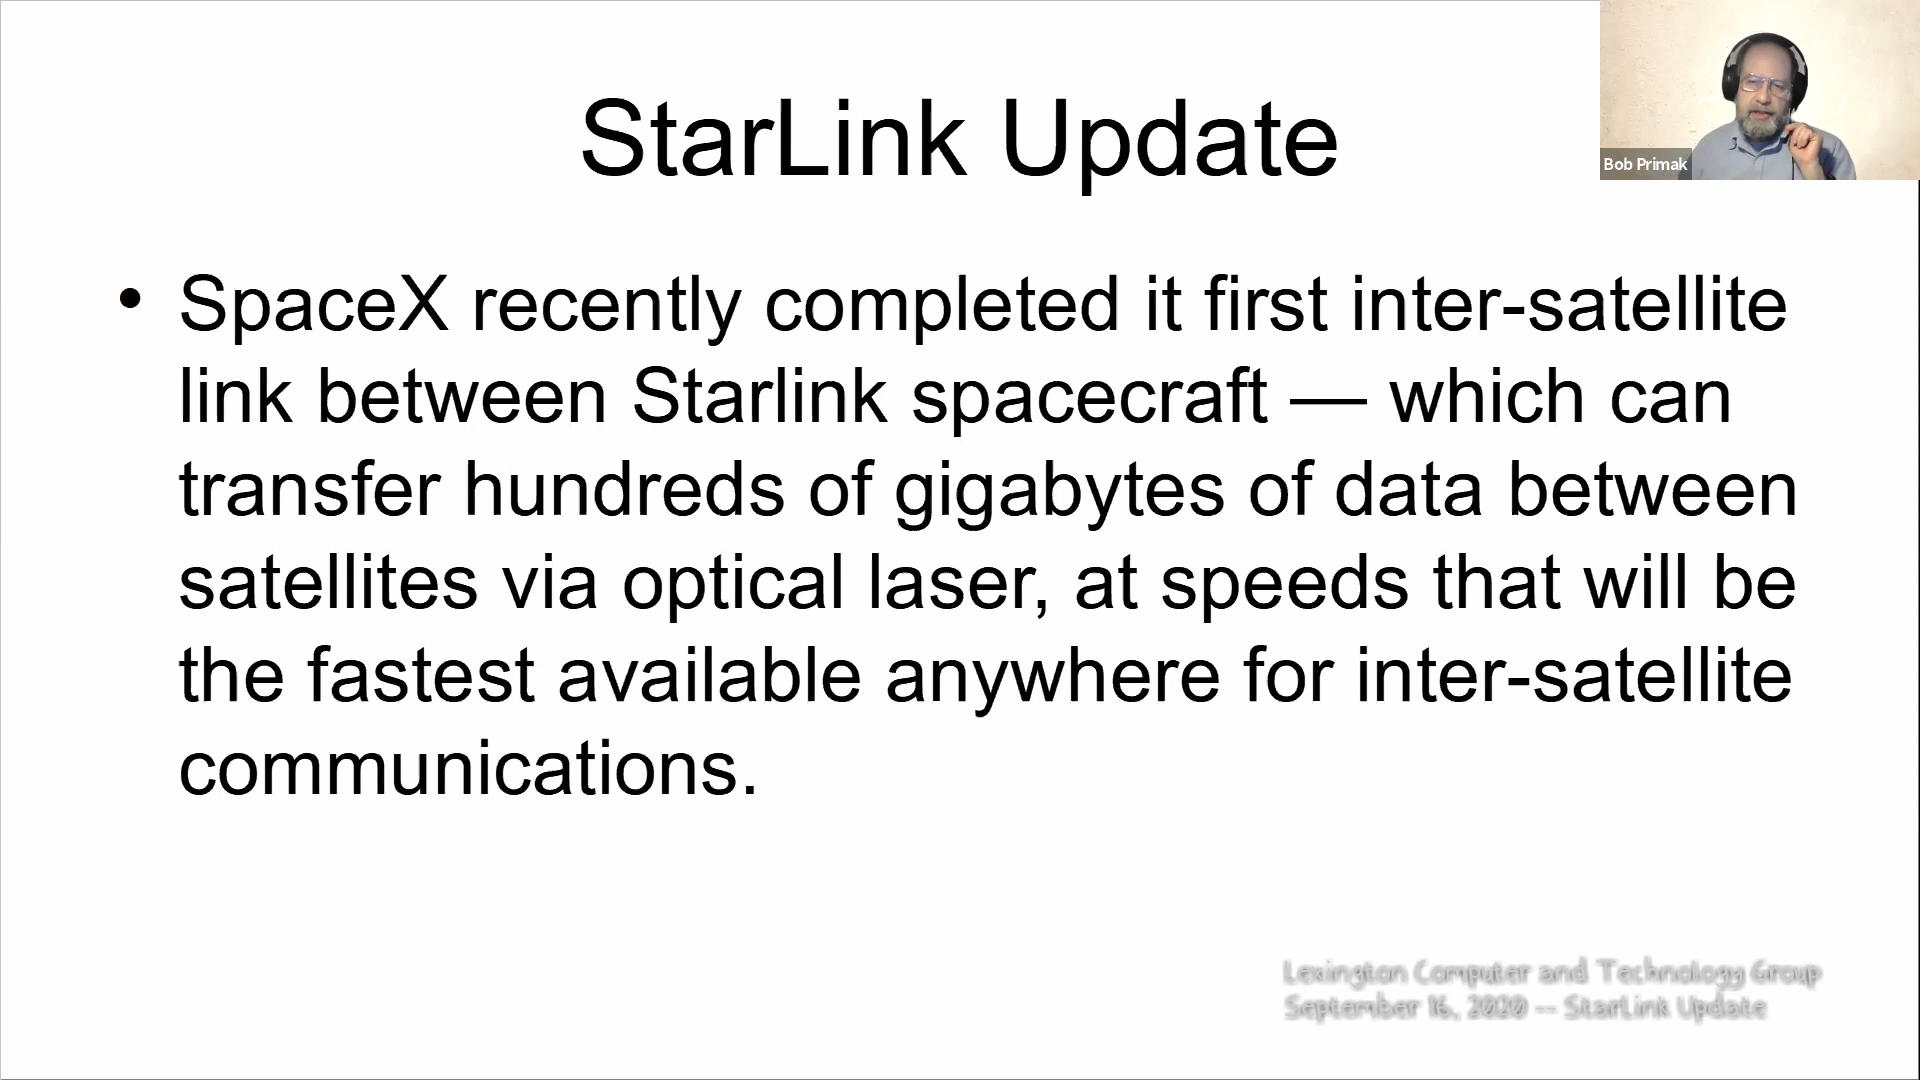 StarLink Update
Bob Primak
• SpaceX recently completed it first inter-satellite
link between Starlink spacecraft — which can
transfer hundreds of gigabytes of data between
satellites via optical laser, at speeds that will be
the fastest available anywhere for inter-satellite
communications.
Lexington Computer and Technology Group
September 16, 2020 -- StarLink Update